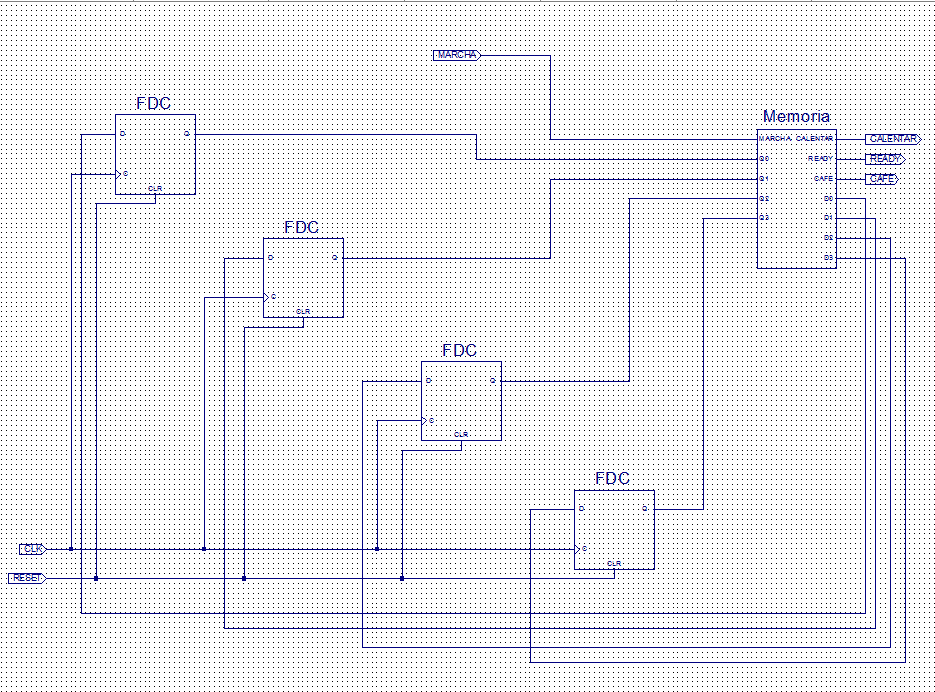 MARCHA
FDC
D
Q
C
CLR
Memoria
MARCHA CALENTAR
Q0 READY
Q1 CAFE
Q2 D0
Q3 D1
D2
D3
CALENTAR
READY
CAFE
FDC
D
Q
C
CLR
FDC
D
Q
C
CLR
FDC
D
Q
C
CLR
CLK
RESET